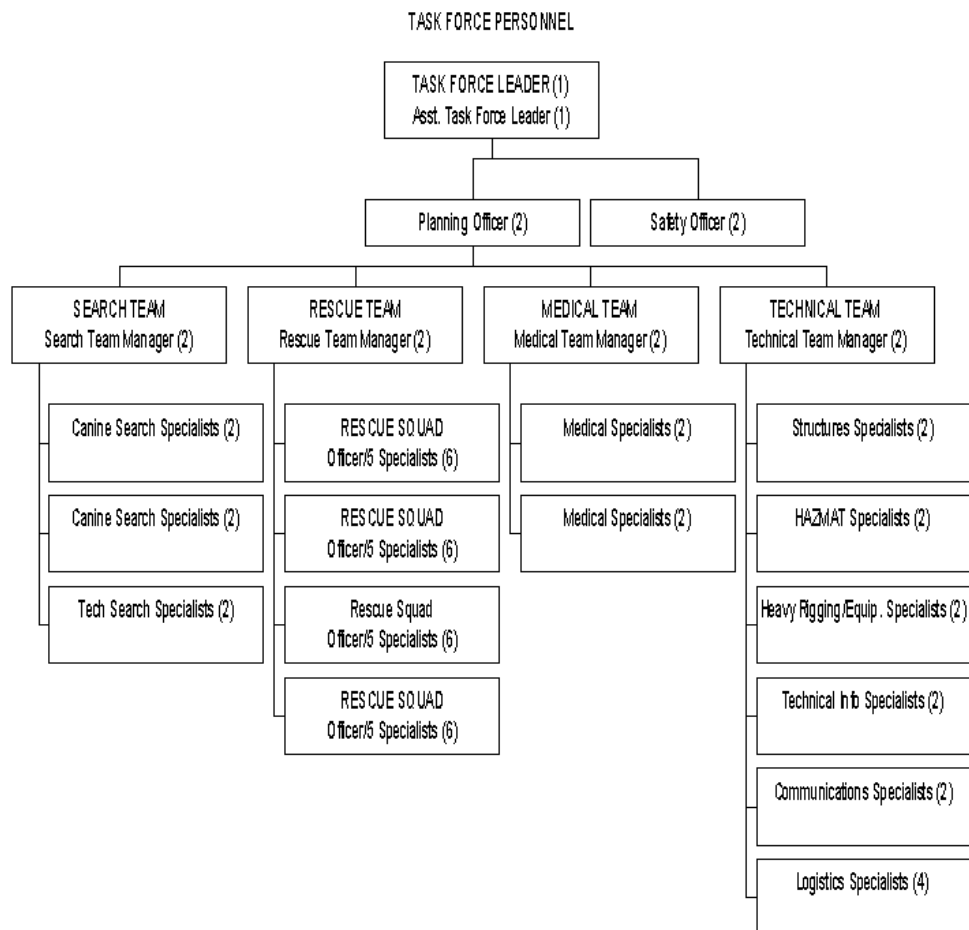 TASK FORCE PERSONNEL
TASK FORCE LEADER (1)
Asst. Task Force Leader (1)
Planning Officer (2)
Safety Officer (2)
SEARCH TEAM
Search Team Manager (2)
RESCUE TEAM
Rescue Team Manager (2)
MEDICAL TEAM
Medical Team Manager (2)
TECHNICAL TEAM
Technical Team Manager (2)
Canine Search Specialists (2)
Canine Search Specialists (2)
Tech Search Specialists (2)
RESCUE SQUAD
Officer/5 Specialists (6)
RESCUE SQUAD
Officer/5 Specialists (6)
Rescue Squad
Officer/5 Specialists (6)
RESCUE SQUAD
Officer/5 Specialists (6)
Medical Specialists (2)
Medical Specialists (2)
Structures Specialists (2)
HAZMAT Specialists (2)
Heavy Rigging/Equip. Specialists (2)
Technical Info Specialists (2)
Communications Specialists (2)
Logistics Specialists (4)